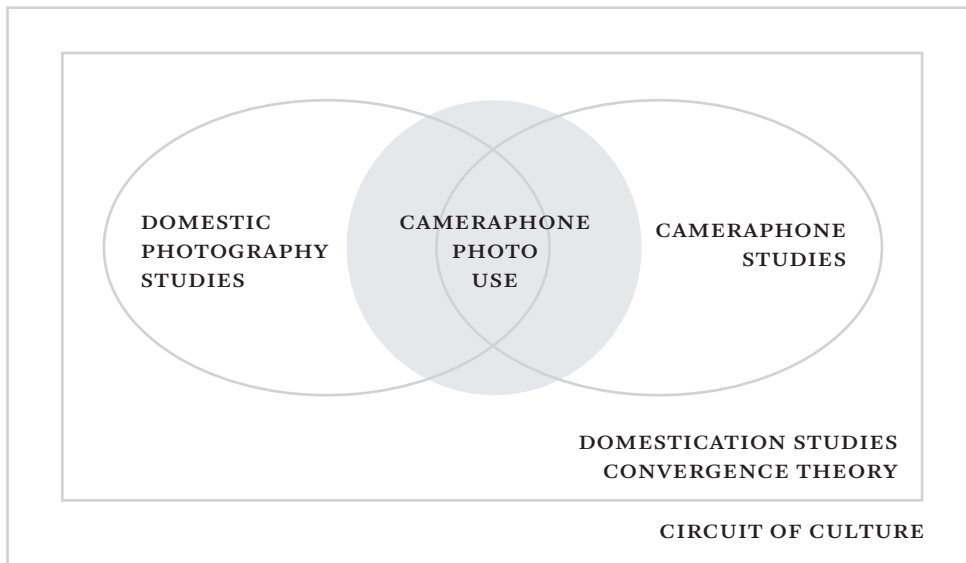 DOMESTIC
PHOTOGRAPHY
STUDIES
CAMERAPHONE
PHOTO
USE
CAMERAPHONE
STUDIES
DOMESTICATION STUDIES
CONVERGENCE THEORY
CIRCUIT OF CULTURE